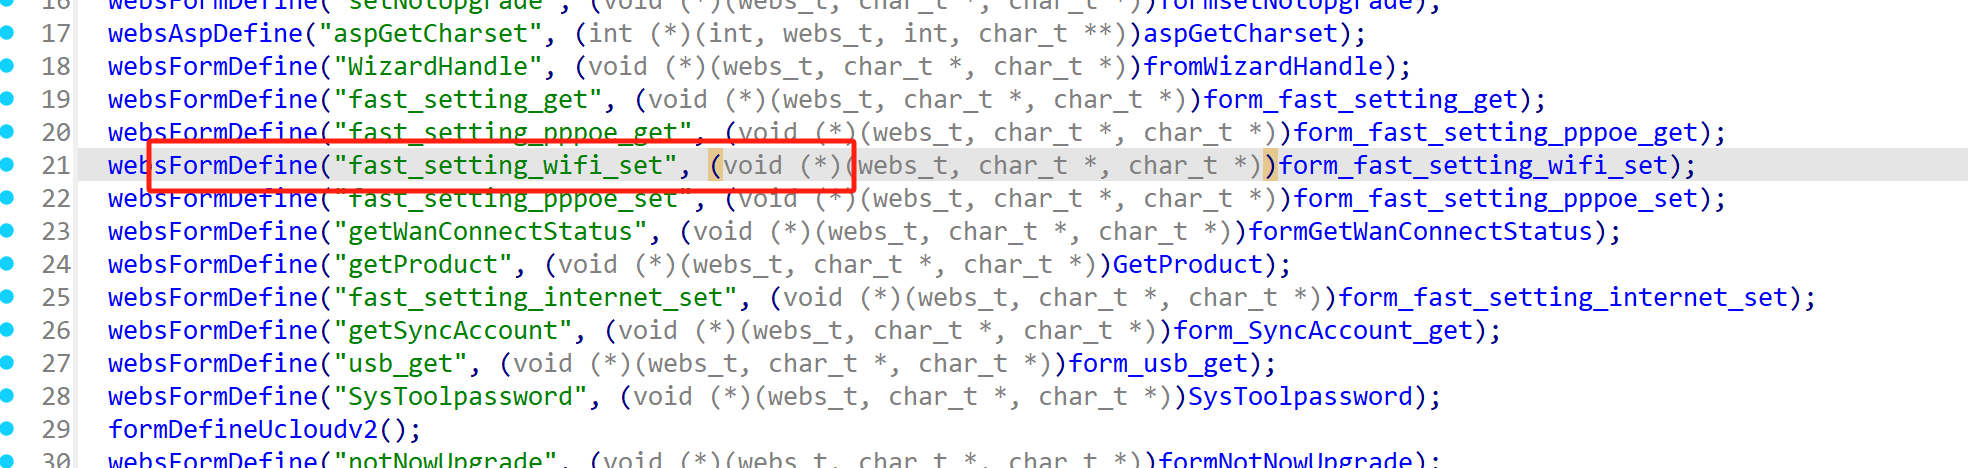 16 websFormDefine("setNotUpgrade", (void (*)(webs_t, char_t *, char_t *))formsetNotUpgrade);
17 websAspDefine("aspGetCharset", (int (*)(int, webs_t, int, char_t **))aspGetCharset);
18 websFormDefine("WizardHandle", (void (*)(webs_t, char_t *, char_t *))fromWizardHandle);
19 websFormDefine("fast_setting_get", (void (*)(webs_t, char_t *, char_t *))form_fast_setting_get);
20 websFormDefine("fast_setting_pppoe_get", (void (*)(webs_t, char_t *, char_t *))form_fast_setting_pppoe_get);
21 websFormDefine("fast_setting_wifi_set", (void (*)(webs_t, char_t *, char_t *))form_fast_setting_wifi_set);
22 websFormDefine("fast_setting_pppoe_set", (void (*)(webs_t, char_t *, char_t *))form_fast_setting_pppoe_set);
23 websFormDefine("getWanConnectStatus", (void (*)(webs_t, char_t *, char_t *))formGetWanConnectStatus);
24 websFormDefine("getProduct", (void (*)(webs_t, char_t *, char_t *))GetProduct);
25 websFormDefine("fast_setting_internet_set", (void (*)(webs_t, char_t *, char_t *))form_fast_setting_internet_set);
26 websFormDefine("getSyncAccount", (void (*)(webs_t, char_t *, char_t *))form_SyncAccount_get);
27 websFormDefine("usb_get", (void (*)(webs_t, char_t *, char_t *))form_usb_get);
28 websFormDefine("SysToolpassword", (void (*)(webs_t, char_t *, char_t *))SysToolpassword);
29 formDefineUcloudv2();
30 websFormDefine("notNowUpgrade", (void (*)(webs_t, char_t *, char_t *))formNotNowUpgrade);